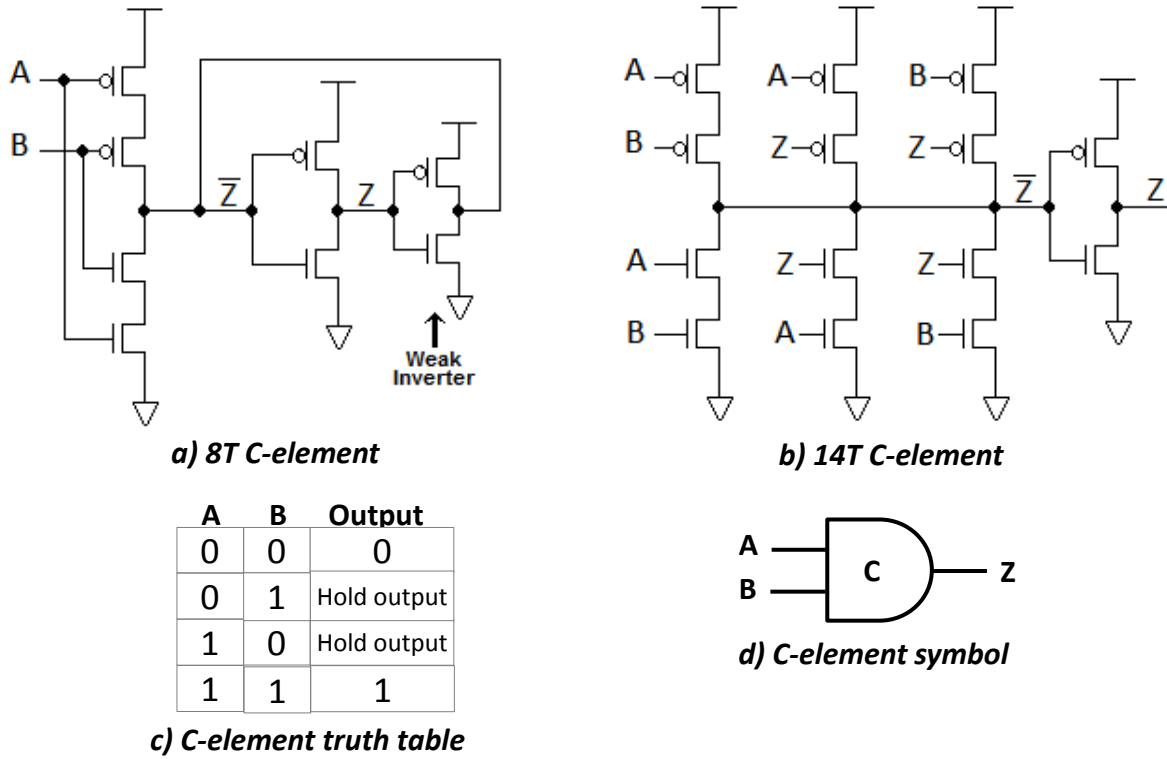 A
B
Z̅
Z
Weak
Inverter
a) 8T C-element
A
A
B
B
Z
Z
Z̅
Z
A
Z
Z
B
A
B
b) 14T C-element
A B Output
0 0 0
0 1 Hold output
1 0 Hold output
1 1 1
c) C-element truth table
A
B
C
Z
d) C-element symbol